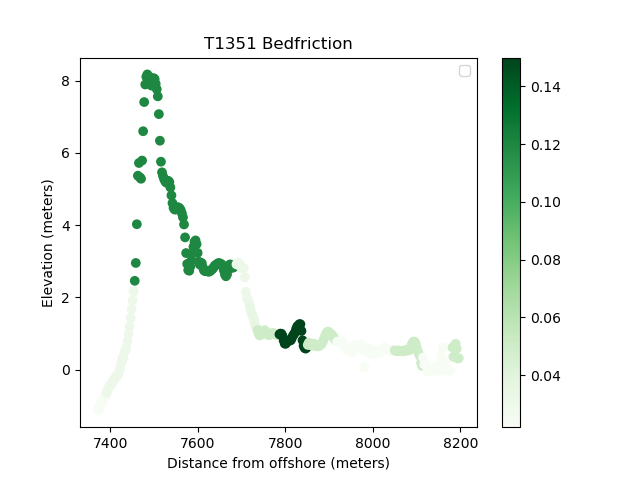 T1351 Bedfriction
Elevation (meters)
8
6
4
2
0
7400 7600 7800 8000 8200
Distance from offshore (meters)
0.14
0.12
0.10
0.08
0.06
0.04